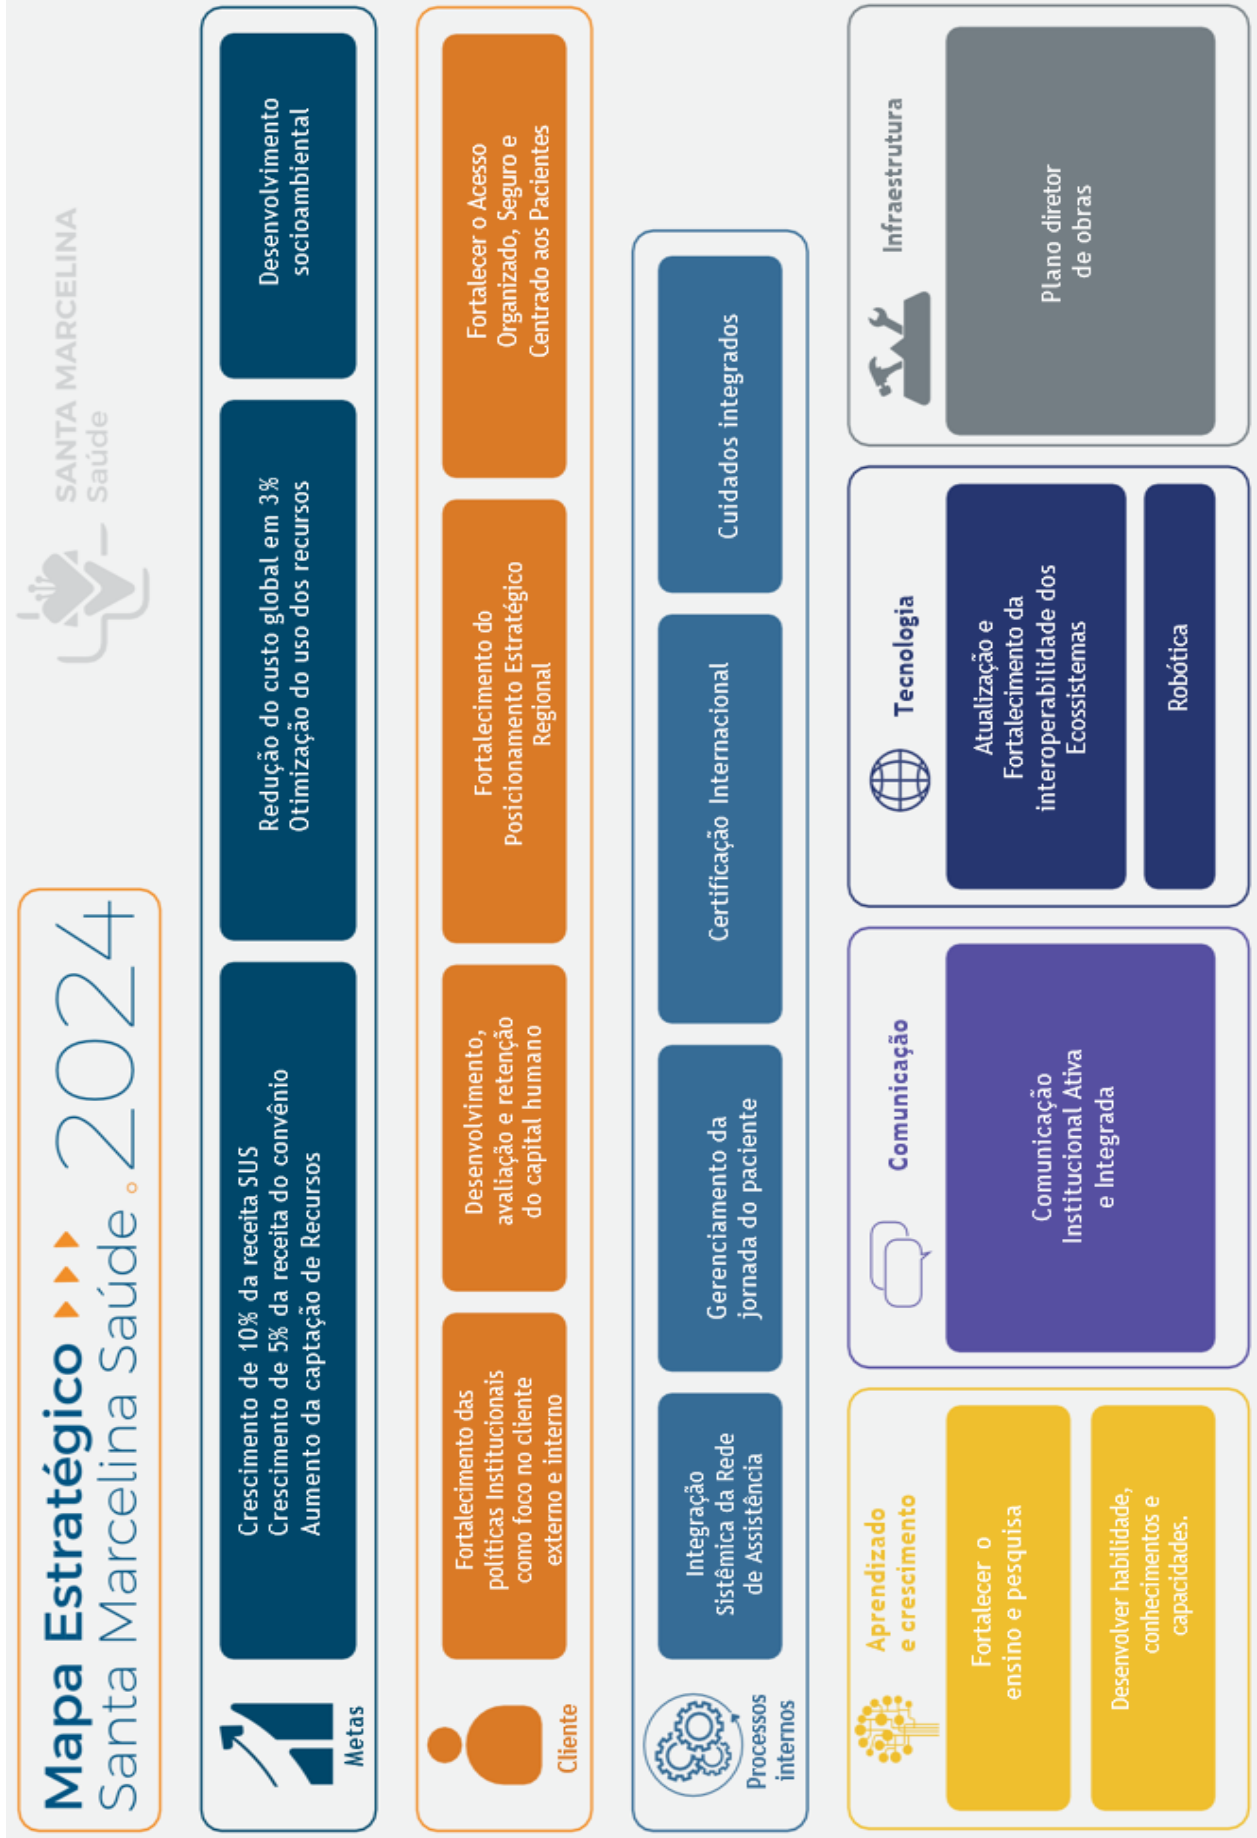 Mapa Estratégico
Santa Marcelina Saúde.2024
SANTA MARCELINA
Saúde
Metas
Crescimento de 10% da receita SUS
Crescimento de 5% da receita do convênio
Aumento da captação de Recursos
Redução do custo global em 3%
Otimização do uso dos recursos
Desenvolvimento
socioambiental
Cliente
Fortalecimento das
políticas Institucionais
como foco no cliente
externo e interno
Desenvolvimento,
avaliação e retenção
do capital humano
Fortalecimento do
Posicionamento Estratégico
Regional
Fortalecer o Acesso
Organizado, Seguro e
Centrado aos Pacientes
Processos
internos
Integração
Sistêmica da Rede
de Assistência
Gerenciamento da
jornada do paciente
Certificação Internacional
Cuidados integrados
Aprendizado
e crescimento
Fortalecer o
ensino e pesquisa
Desenvolver habilidade,
conhecimentos e
capacidades.
Comunicação
Comunicação
Institucional Ativa
e Integrada
Tecnologia
Atualização e
Fortalecimento da
interoperabilidade dos
Ecossistemas
Robótica
Infraestrutura
Plano diretor
de obras